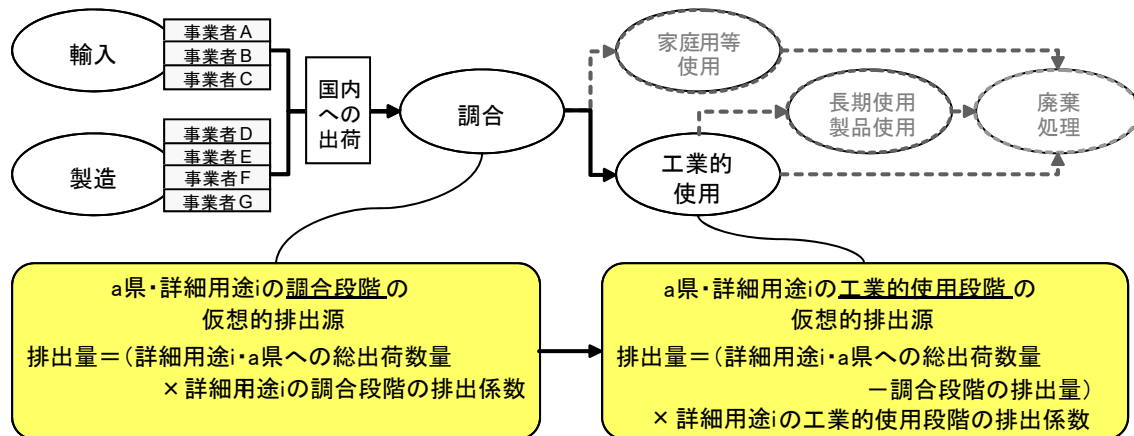 輸入
事業者A
事業者B
事業者C
製造
事業者D
事業者E
事業者F
事業者G
国内
への
出荷
調合
家庭用等
使用
工業的
使用
長期使用
製品使用
廃棄
処理
a県・詳細用途iの調合段階の
仮想的排出源
排出量＝（詳細用途i・a県への総出荷数量
×詳細用途iの調合段階の排出係数
a県・詳細用途iの工業的使用段階の
仮想的排出源
排出量＝（詳細用途i・a県への総出荷数量
－調合段階の排出量）
×詳細用途iの工業的使用段階の排出係数